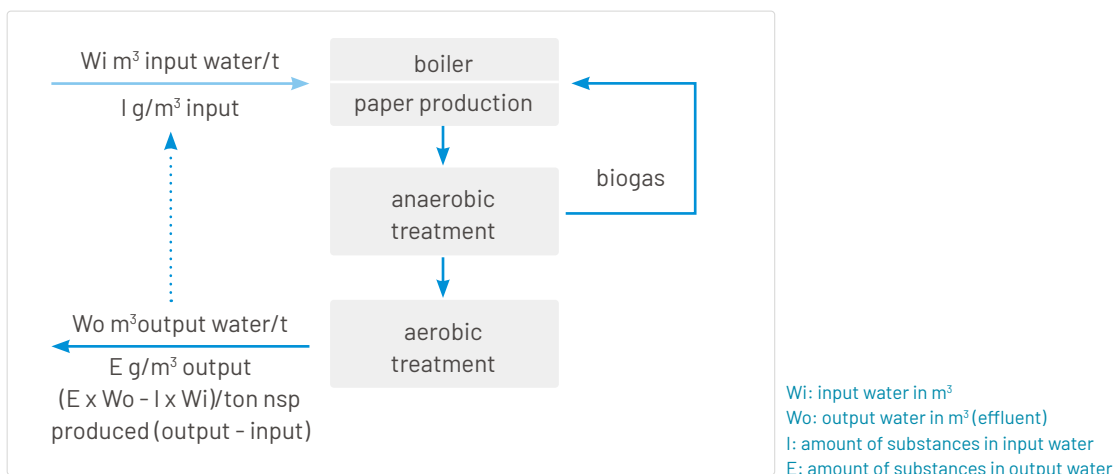 Wi m³ input water/t
I g/m³ input
boiler
paper production
biogas
anaerobic
treatment
Wo m³output water/t
E g/m³ output
(E x Wo - I x Wi)/ton nsp
produced (output - input)
aerobic
treatment
Wi: input water in m³
Wo: output water in m³ (effluent)
I: amount of substances in input water
E: amount of substances in output water